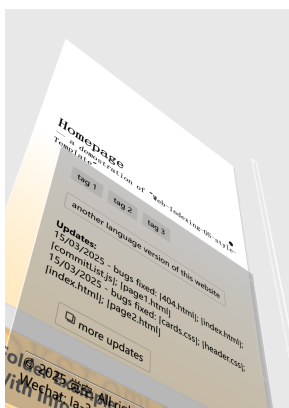 Homepage
— a demostration of "Web-Indexing-OS-style-
Template"
tag 1
tag 2
tag 3
another language version of this website
Updates:
15/03/2025 - bugs fixed: [404.html]; [index.html];
[commitList.js]; [page1.html]
15/03/2025 - bugs fixed: [cards.css]; [header.css];
[index.html]; [page2.html]
more updates
© 2025
Wechat: